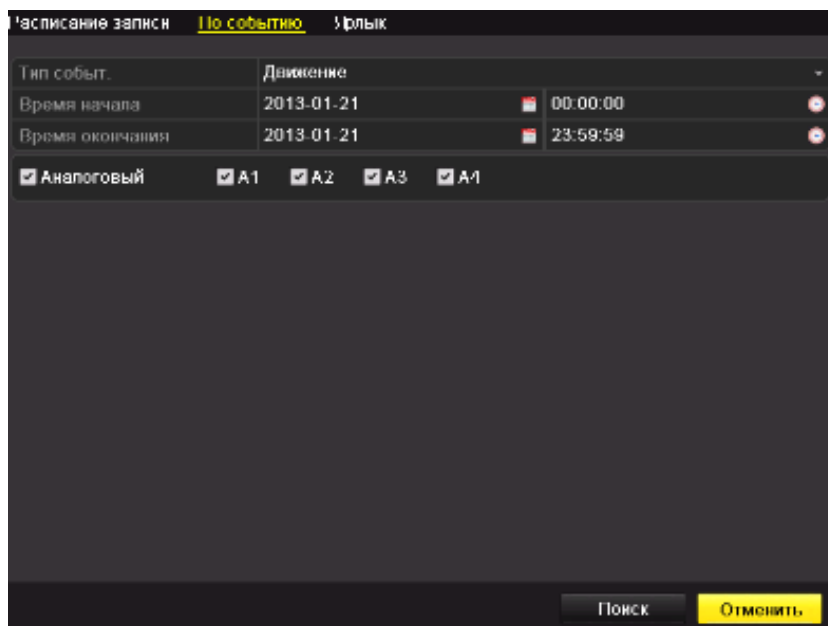 Расписание записи По событию Ярлык
Тип событ. Движение
Время начала 2013-01-21 00:00:00
Время окончания 2013-01-21 23:59:59
Аналоговый A1 A2 A3 A4
Поиск Отменить